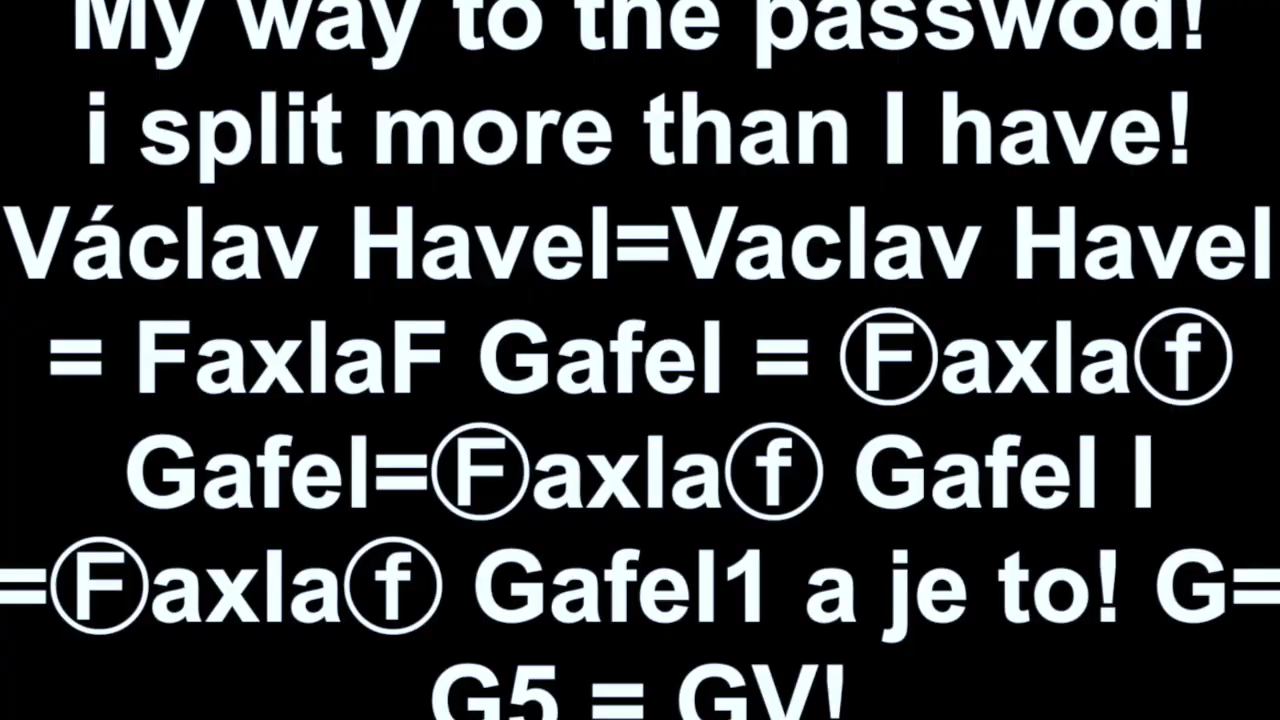 My way to the passwod!
i split more than I have!
Václav Havel=Vaclav Havel
= FaxlaF Gafel = Ⓕaxlaⓕ
Gafel=Ⓕaxlaⓕ Gafel I
=Ⓕaxlaⓕ Gafel1 a je to! G=
G5 = GV!